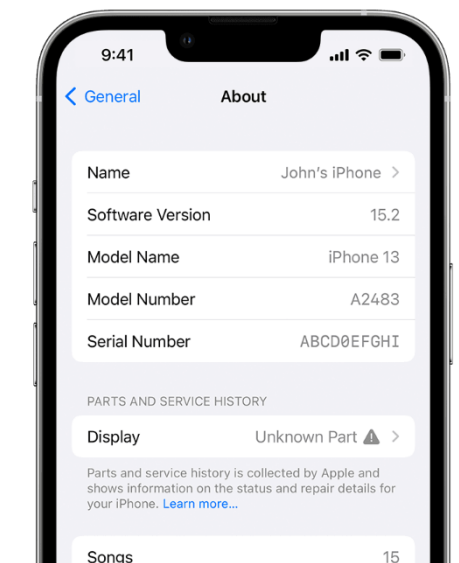 9:41
General About
Name John's iPhone
Software Version 15.2
Model Name iPhone 13
Model Number A2483
Serial Number ABCD0EFGHI
PARTS AND SERVICE HISTORY
Display Unknown Part
Parts and service history is collected by Apple and
shows information on the status and repair details for
your iPhone. Learn more...
Songs 15